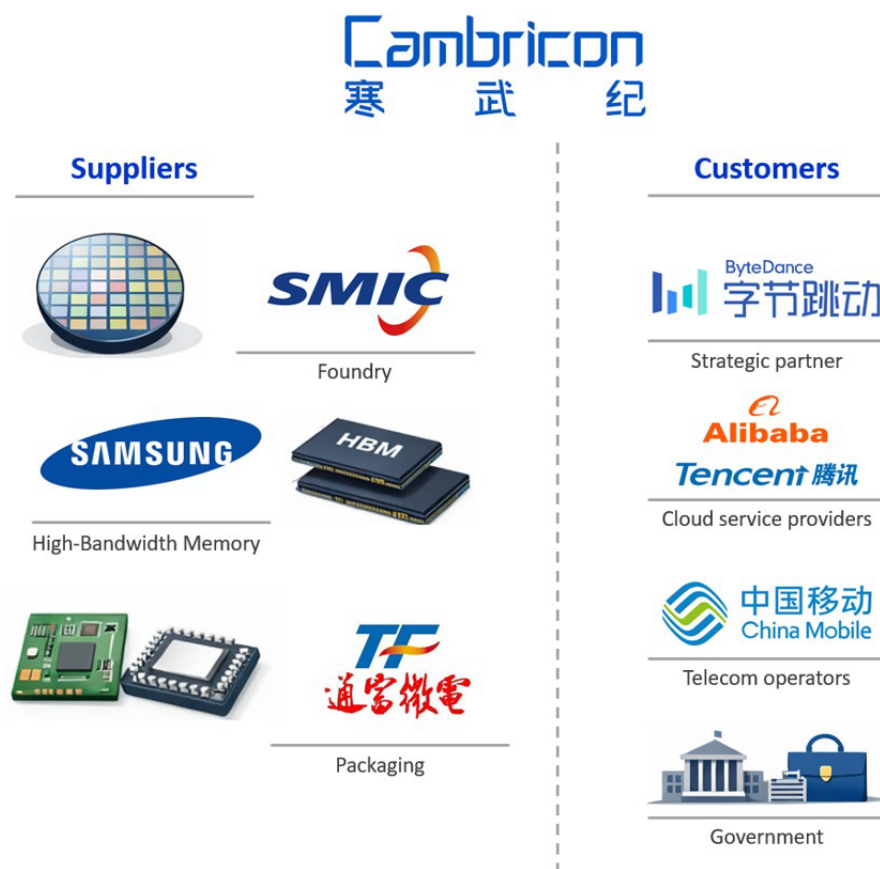 Cambricon
寒武纪
Suppliers
SMIC
Foundry
SAMSUNG
HBM
High-Bandwidth Memory
TF
通富微電
Packaging
Customers
ByteDance
字节跳动
Strategic partner
Alibaba
Tencent 腾讯
Cloud service providers
中国移动
China Mobile
Telecom operators
Government